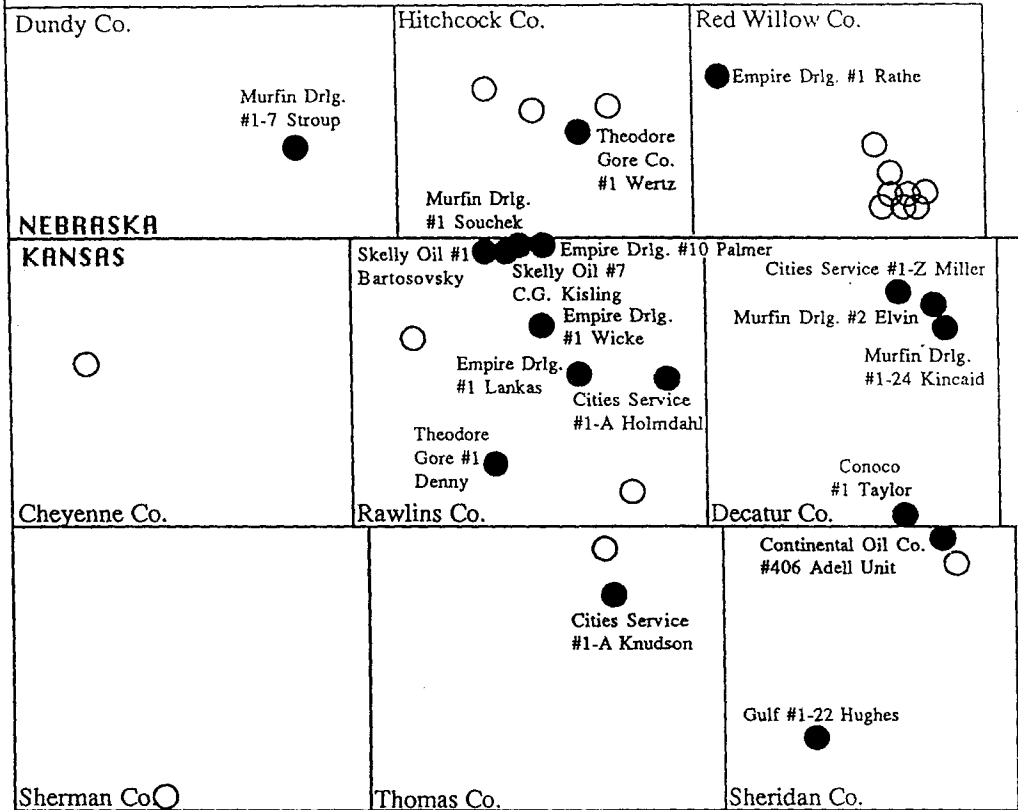 Dundy Co.
Hitchcock Co.
Red Willow Co.
Empire Drlg. #1 Rathe
Murfin Drlg.
#1-7 Stroup
Theodore
Gore Co.
#1 Wertz
Murfin Drlg.
#1 Souchek
NEBRASKA
KANSAS
Skelly Oil #1
Bartosovsky
Empire Drlg. #10 Palmer
Skelly Oil #7
C.G. Kisling
Cities Service #1-Z Miller
Murfin Drlg. #2 Elvin
Empire Drlg.
#1 Wicke
Murfin Drlg.
#1-24 Kincaid
Empire Drlg.
#1 Lankas
Cities Service
#1-A Holmdahl
Theodore
Gore #1
Denny
Conoco
#1 Taylor
Cheyenne Co.
Rawlins Co.
Decatur Co.
Continental Oil Co.
#406 Adell Unit
Cities Service
#1-A Knudson
Gulf #1-22 Hughes
Sherman Co.
Thomas Co.
Sheridan Co.